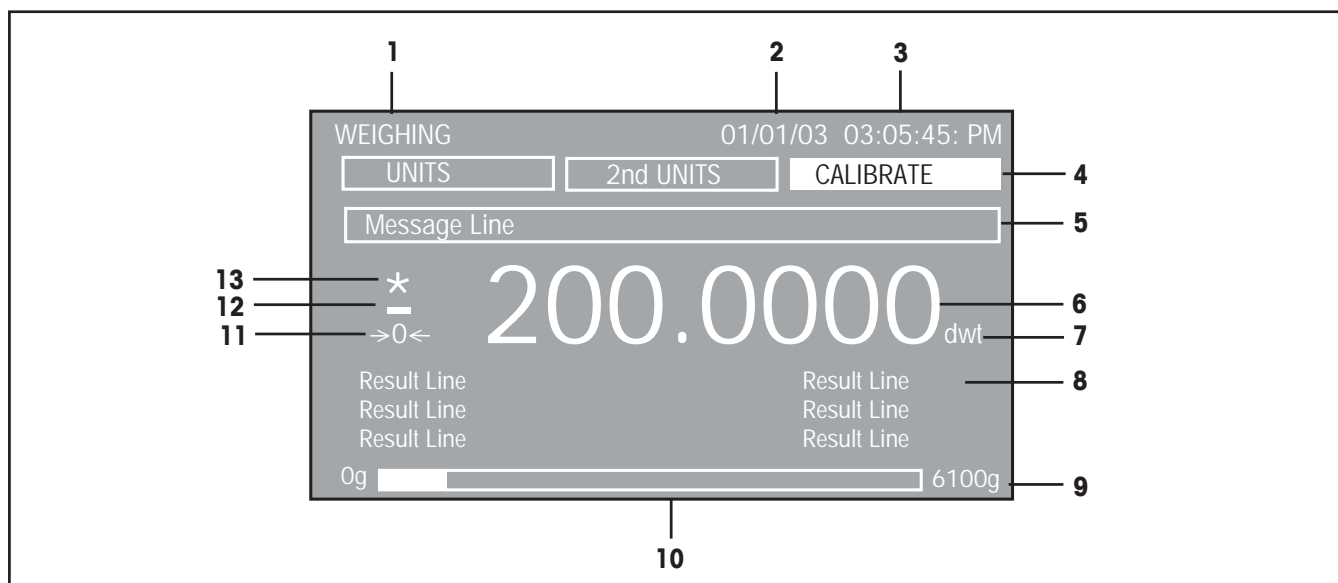 1 2 3
WEIGHING 01/01/03 03:05:45: PM
UNITS 2nd UNITS CALIBRATE 4
Message Line 5
13 *
12 –
11 →0← 200.0000 6
dwt 7
Result Line Result Line 8
Result Line Result Line
Result Line Result Line
0g 6100g 9
10